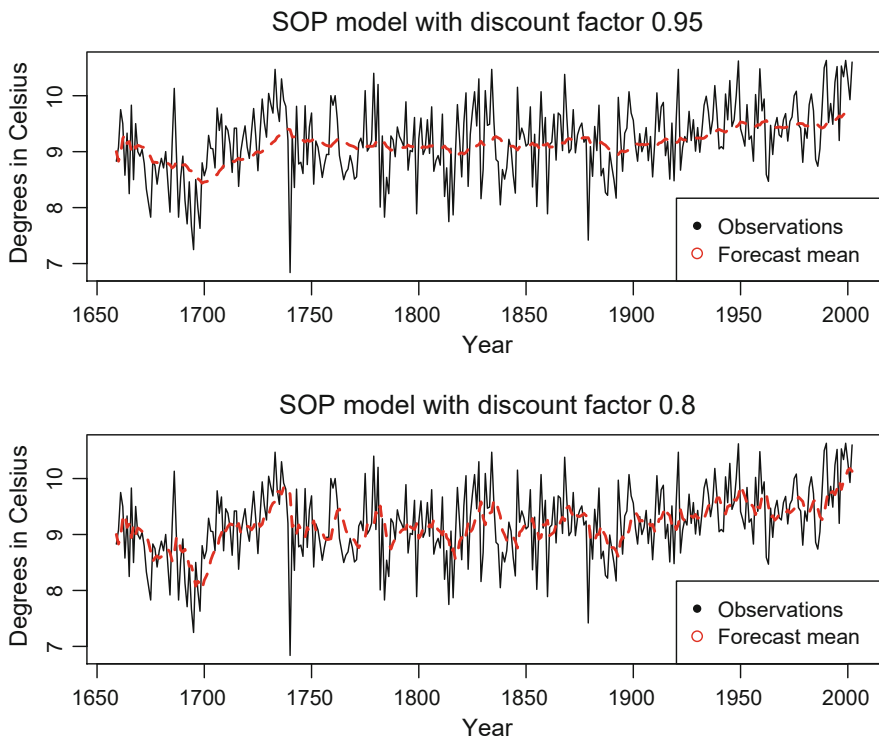 SOP model with discount factor 0.95
Degrees in Celsius
10
9
8
7
Observations
Forecast mean
1650 1700 1750 1800 1850 1900 1950 2000
Year
SOP model with discount factor 0.8
Degrees in Celsius
10
9
8
7
Observations
Forecast mean
1650 1700 1750 1800 1850 1900 1950 2000
Year